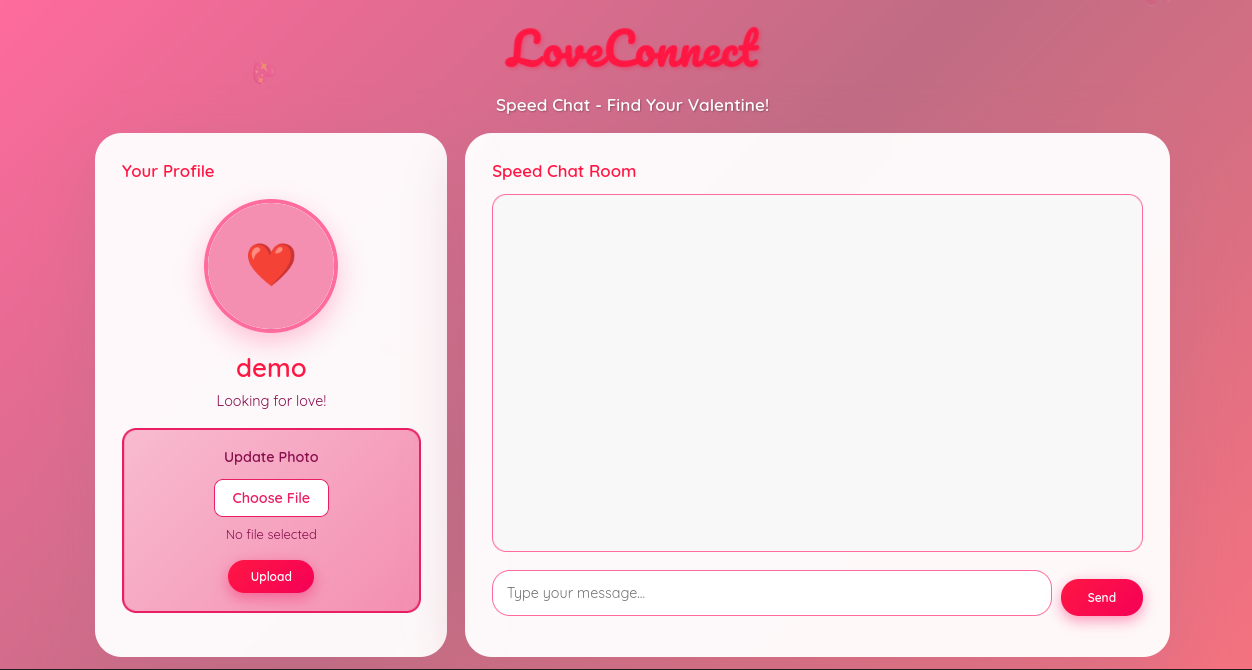 LoveConnect
Speed Chat - Find Your Valentine!
Your Profile
demo
Looking for love!
Update Photo
Choose File
No file selected
Upload
Speed Chat Room
Type your message...
Send